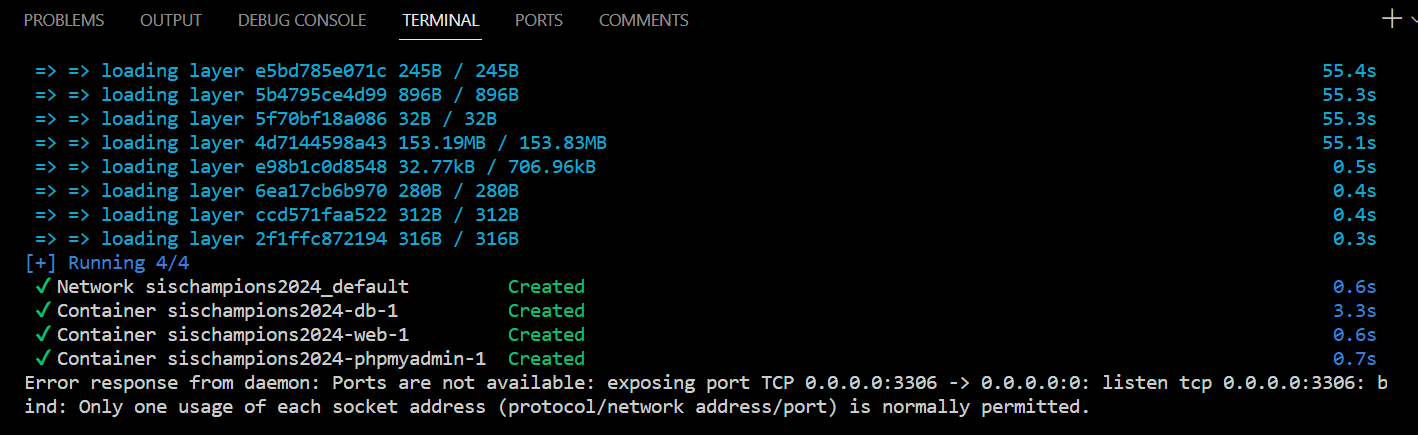 PROBLEMS OUTPUT DEBUG CONSOLE TERMINAL PORTS COMMENTS
=> => loading layer e5bd785e071c 245B / 245B 55.4s
=> => loading layer 5b4795ce4d99 896B / 896B 55.3s
=> => loading layer 5f70bf18a086 32B / 32B 55.3s
=> => loading layer 4d7144598a43 153.19MB / 153.83MB 55.1s
=> => loading layer e98b1c0d8548 32.77kB / 706.96kB 0.5s
=> => loading layer 6ea17cb6b970 280B / 280B 0.4s
=> => loading layer ccd571faa522 312B / 312B 0.4s
=> => loading layer 2f1ffc872194 316B / 316B 0.3s
[+] Running 4/4
✓ Network sischampions2024_default Created 0.6s
✓ Container sischampions2024-db-1 Created 3.3s
✓ Container sischampions2024-web-1 Created 0.6s
✓ Container sischampions2024-phpmyadmin-1 Created 0.7s
Error response from daemon: Ports are not available: exposing port TCP 0.0.0.0:3306 -> 0.0.0.0:0: listen tcp 0.0.0.0:3306: b
ind: Only one usage of each socket address (protocol/network address/port) is normally permitted.